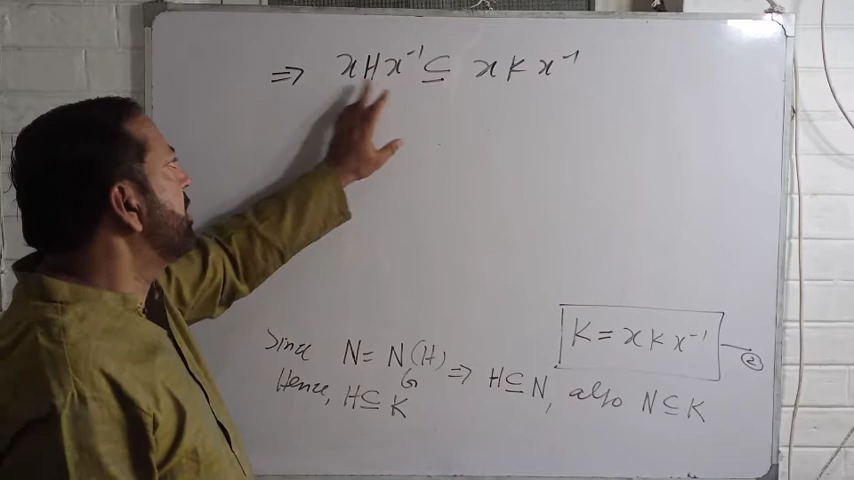 ⇒ xHx⁻¹ ⊆ xKx⁻¹
K = xKx⁻¹ — ②
Since N = N_G(H) ⇒ H ⊆ N, also N ⊆ K
Hence, H ⊆ K